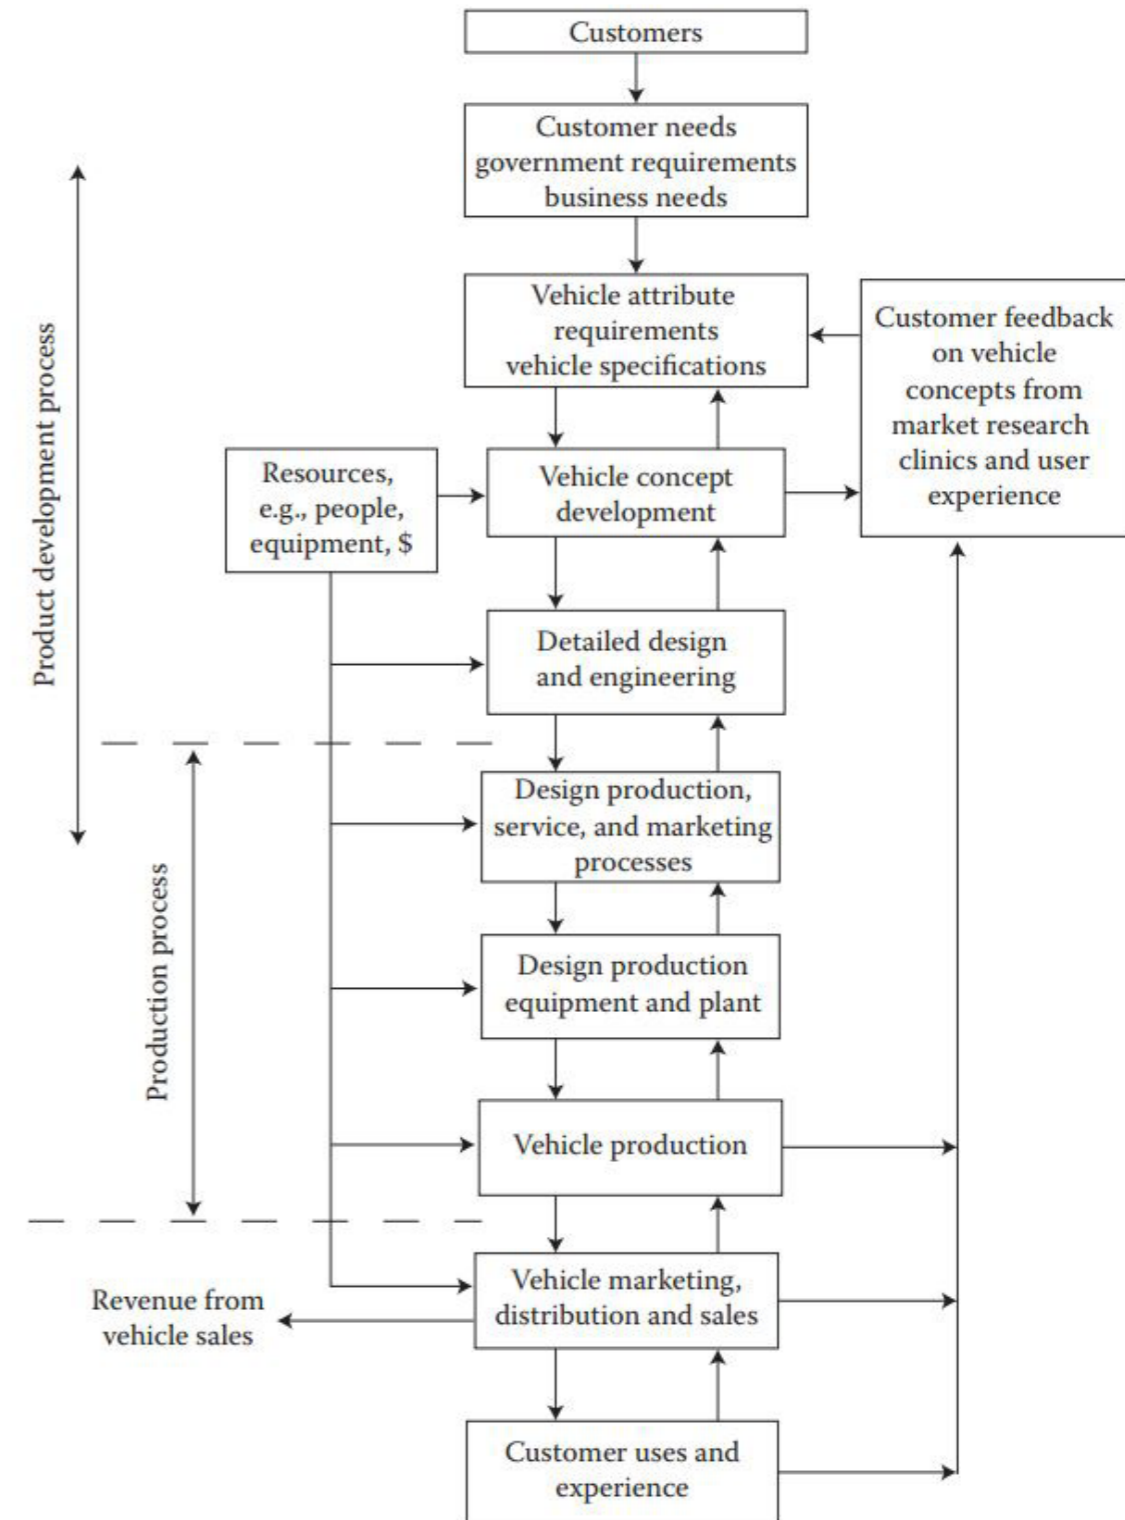 Customers
Customer needs
government requirements
business needs
Vehicle attribute
requirements
vehicle specifications
Customer feedback
on vehicle
concepts from
market research
clinics and user
experience
Product development process
Resources,
e.g., people,
equipment, $
Vehicle concept
development
Detailed design
and engineering
Design production,
service, and marketing
processes
Production process
Design production
equipment and plant
Vehicle production
Vehicle marketing,
distribution and sales
Revenue from
vehicle sales
Customer uses and
experience